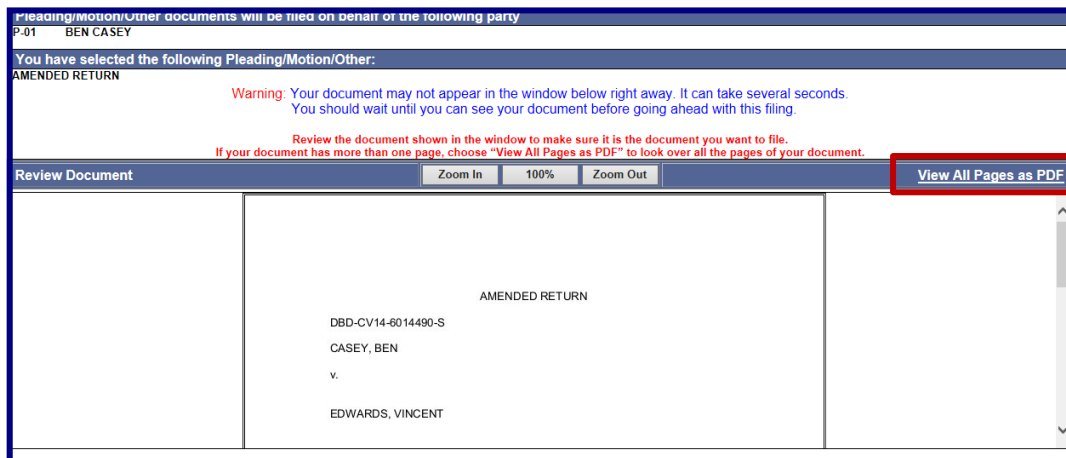 Pleading/Motion/Other documents will be filed on behalf of the following party
P-01 BEN CASEY
You have selected the following Pleading/Motion/Other:
AMENDED RETURN
Warning: Your document may not appear in the window below right away. It can take several seconds.
You should wait until you can see your document before going ahead with this filing.
Review the document shown in the window to make sure it is the document you want to file.
If your document has more than one page, choose “View All Pages as PDF” to look over all the pages of your document.
Review Document Zoom In 100% Zoom Out View All Pages as PDF
AMENDED RETURN
DBD-CV14-6014490-S
CASEY, BEN
v.
EDWARDS, VINCENT